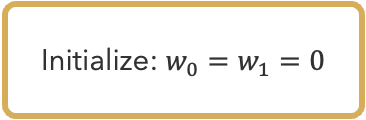 Initialize: 𝑤₀ = 𝑤₁ = 0